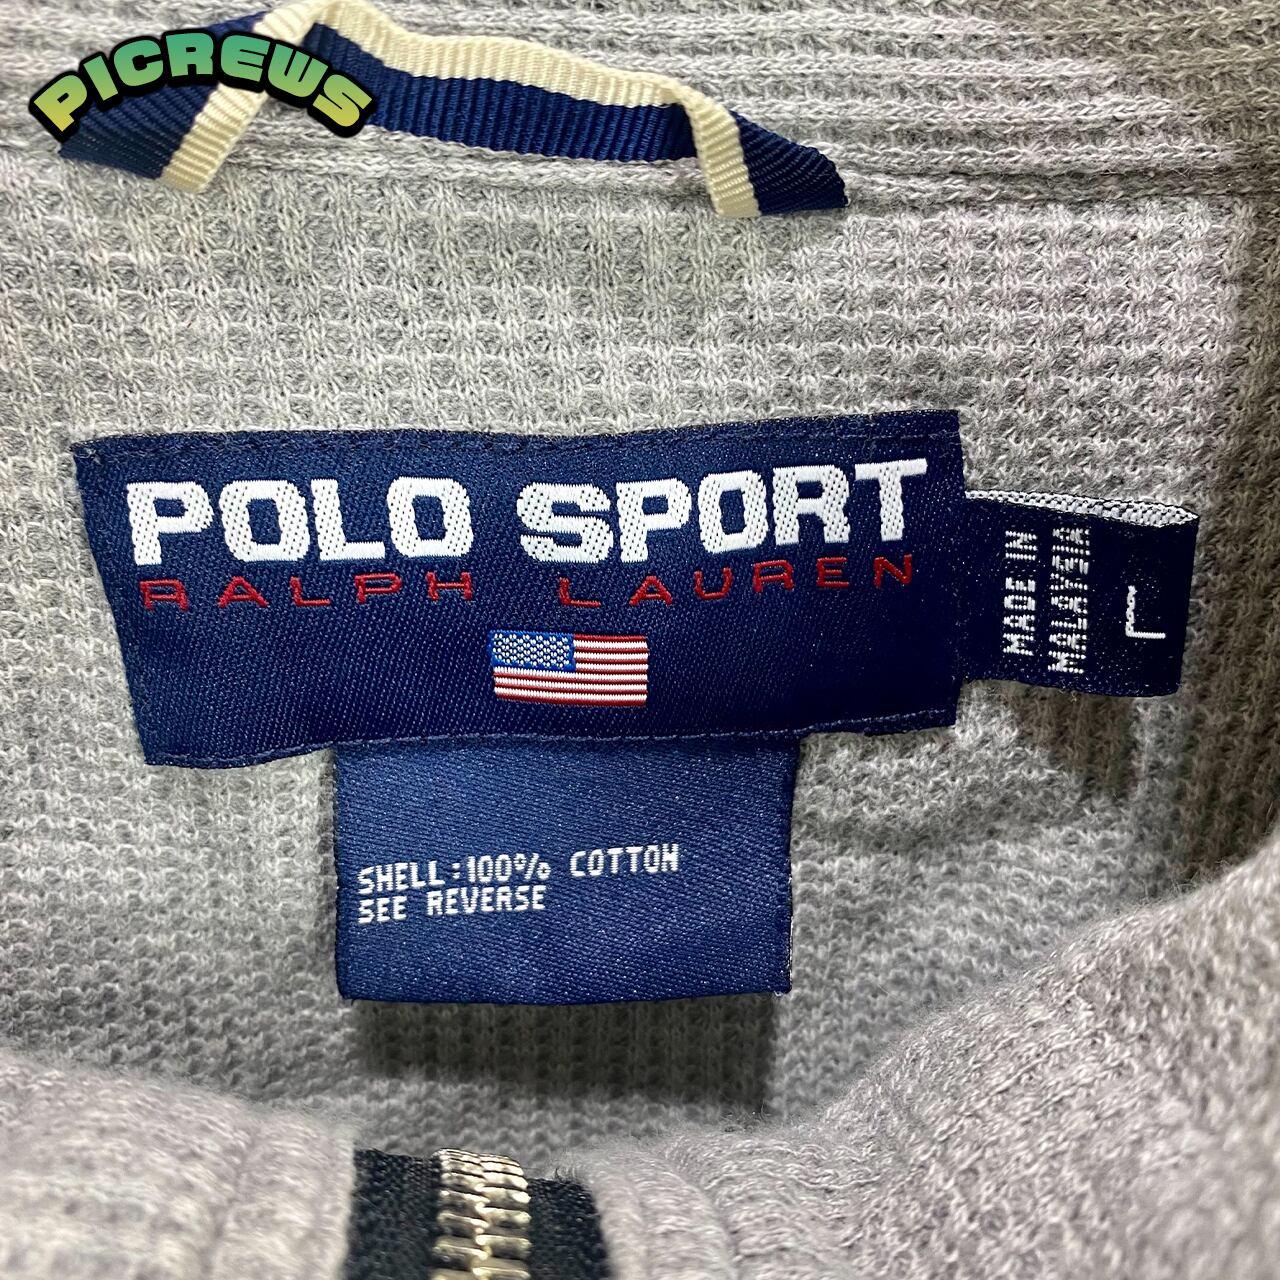 PICREWS
POLO SPORT
RALPH LAUREN
MADE IN
MALAYSIA
L
SHELL:100% COTTON
SEE REVERSE